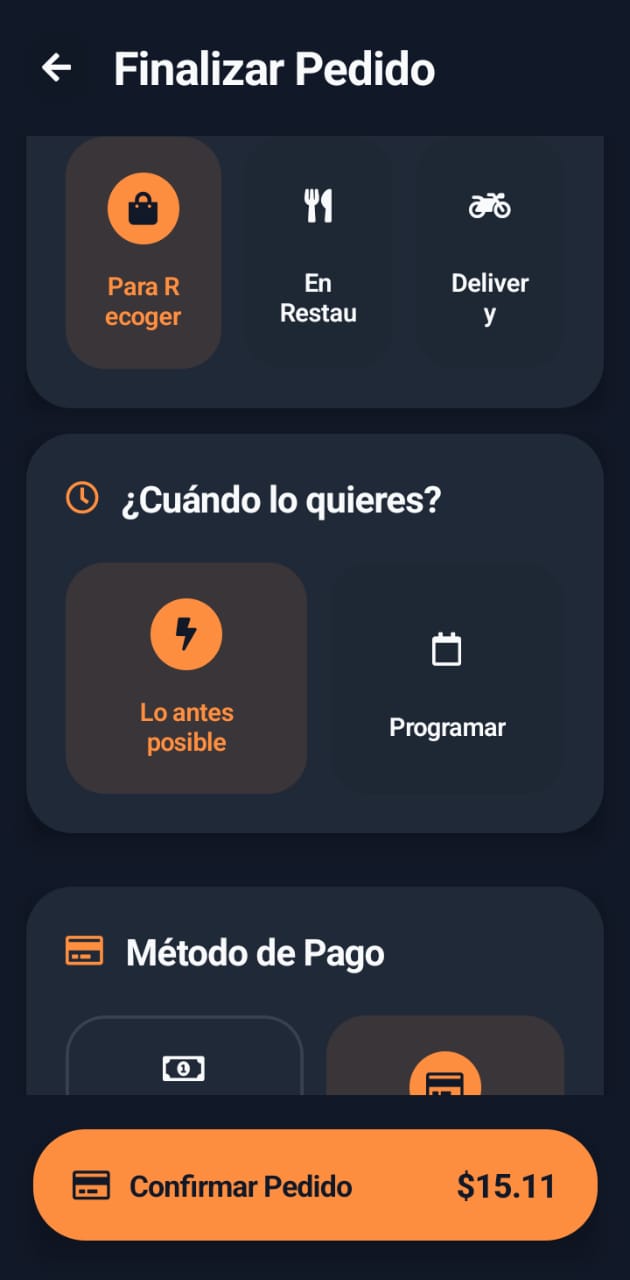 Finalizar Pedido
Para R
ecoger
En
Restau
Deliver
y
¿Cuándo lo quieres?
Lo antes
posible
Programar
Método de Pago
1
Confirmar Pedido
$15.11